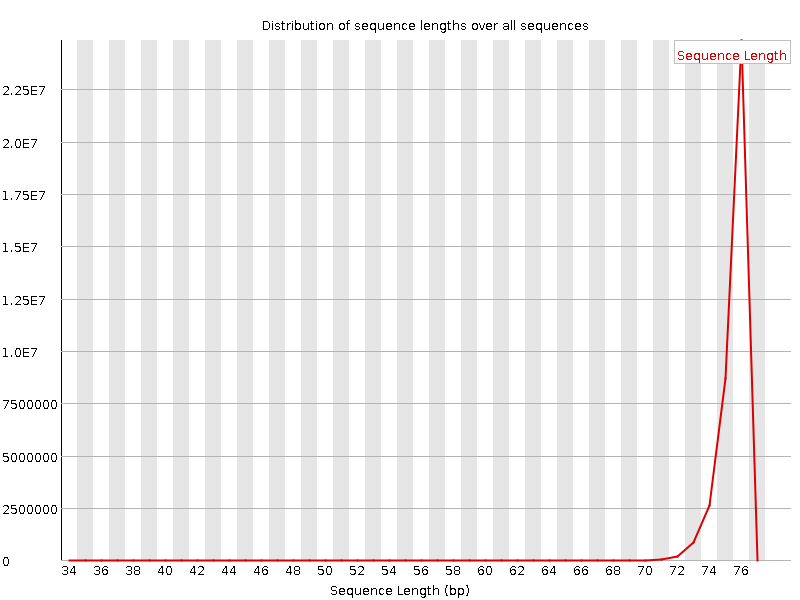 Distribution of sequence lengths over all sequences
Sequence Length
2.25E7
2.0E7
1.75E7
1.5E7
1.25E7
1.0E7
7500000
5000000
2500000
0
34 36 38 40 42 44 46 48 50 52 54 56 58 60 62 64 66 68 70 72 74 76
Sequence Length (bp)